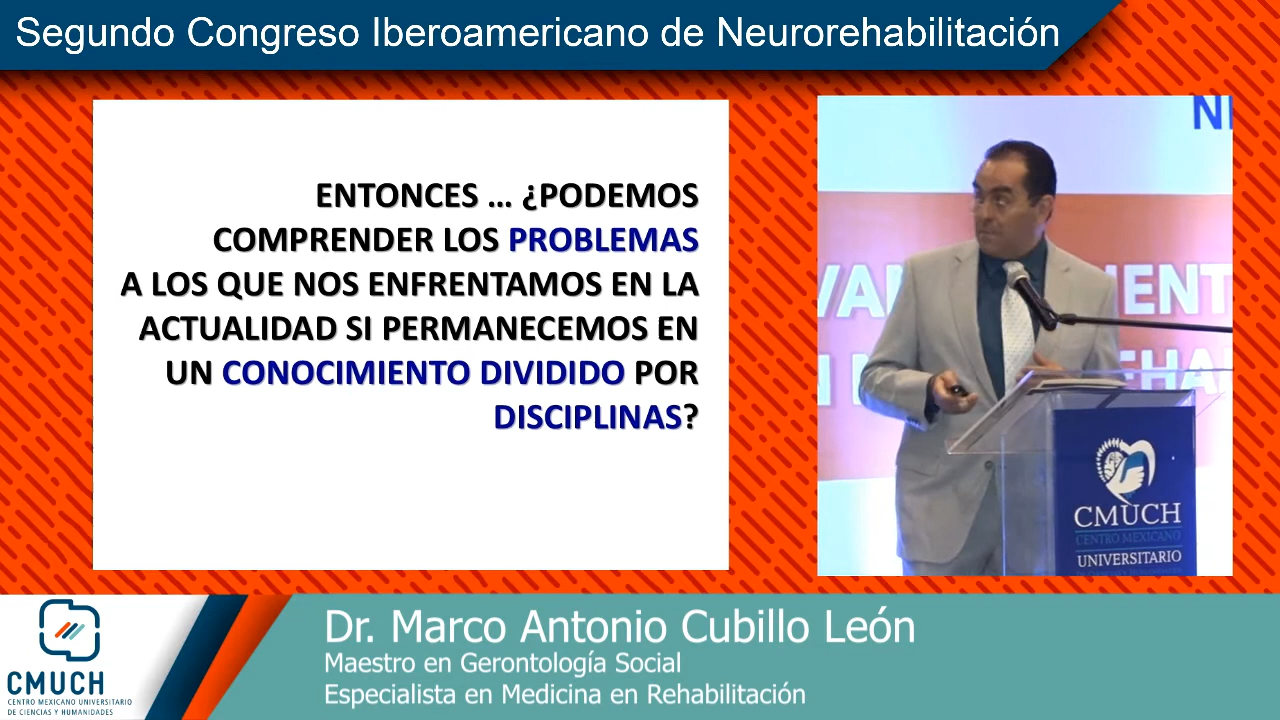 Segundo Congreso Iberoamericano de Neurorehabilitación
ENTONCES ... ¿PODEMOS
COMPRENDER LOS PROBLEMAS
A LOS QUE NOS ENFRENTAMOS EN LA
ACTUALIDAD SI PERMANECEMOS EN
UN CONOCIMIENTO DIVIDIDO POR
DISCIPLINAS?
CMUCH
CENTRO MEXICANO
UNIVERSITARIO
Dr. Marco Antonio Cubillo León
Maestro en Gerontología Social
Especialista en Medicina en Rehabilitación
CMUCH
CENTRO MEXICANO UNIVERSITARIO
DE CIENCIAS Y HUMANIDADES